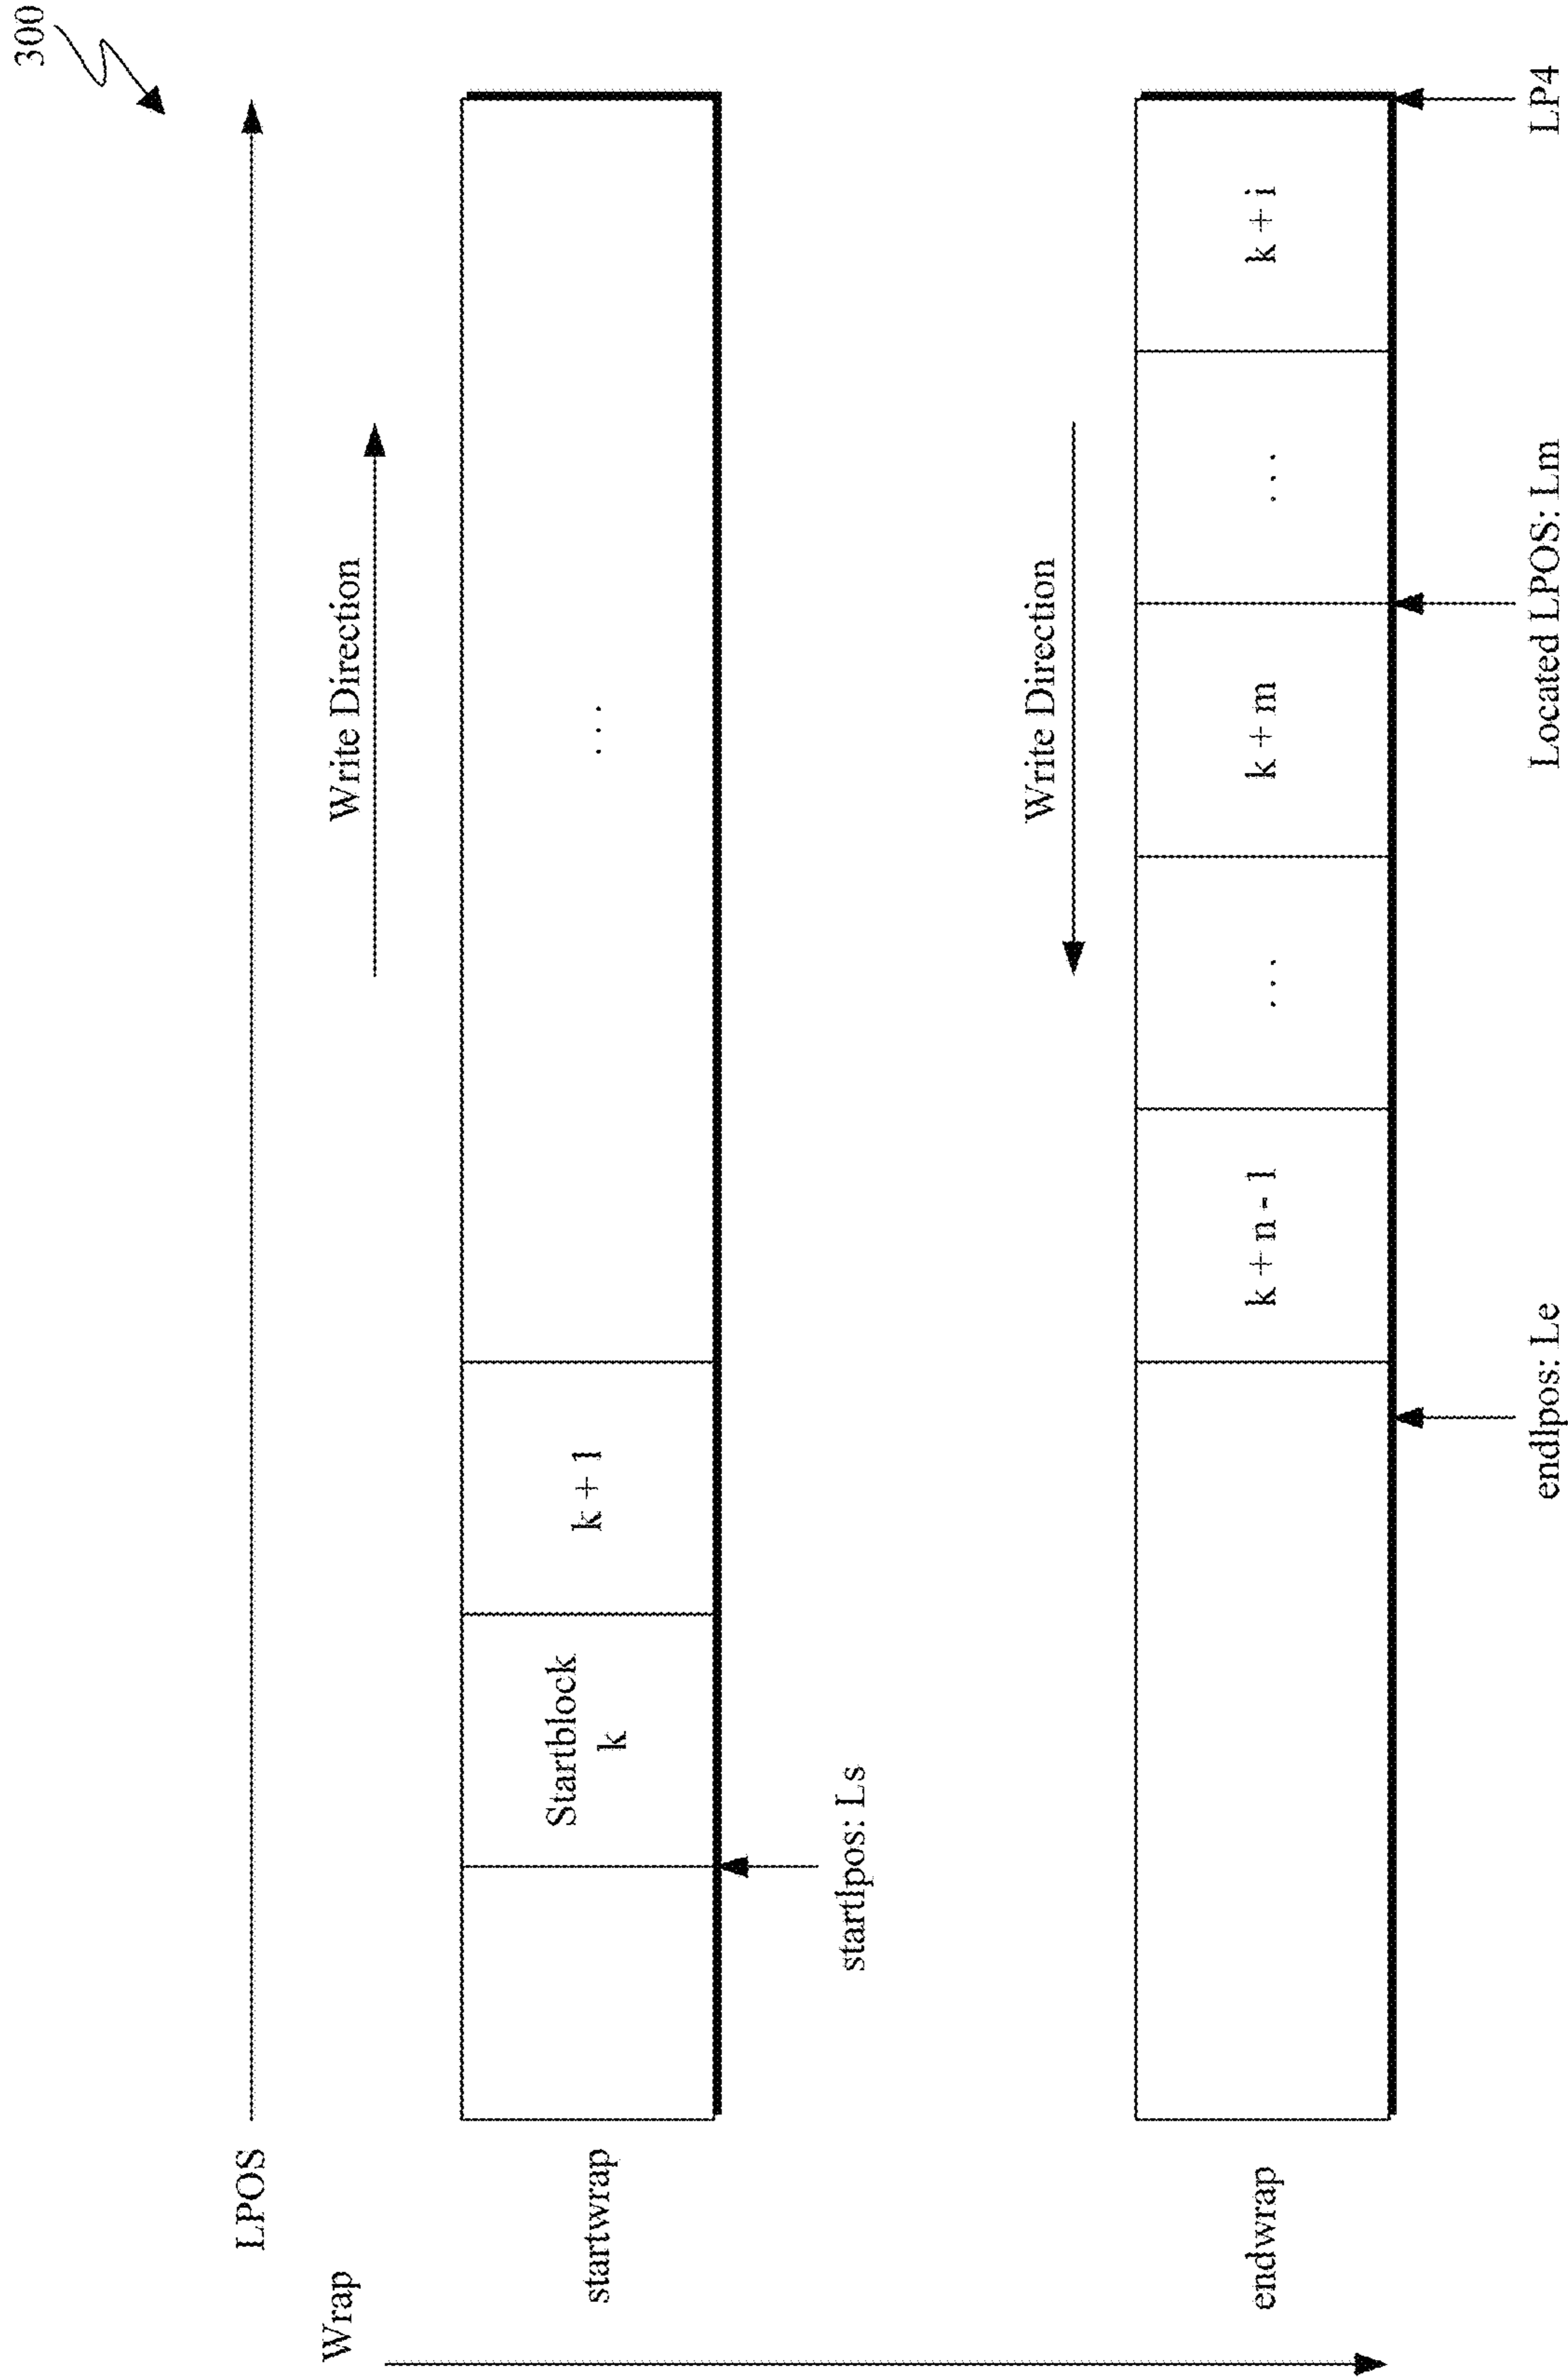 300
LPOS
Wrap
Write Direction
startwrap
Startblock
k
k + 1
. . .
startlpos: Ls
Write Direction
endwrap
k + n - 1
. . .
k + m
. . .
k + i
endlpos: Le
Located LPOS: Lm
LP4